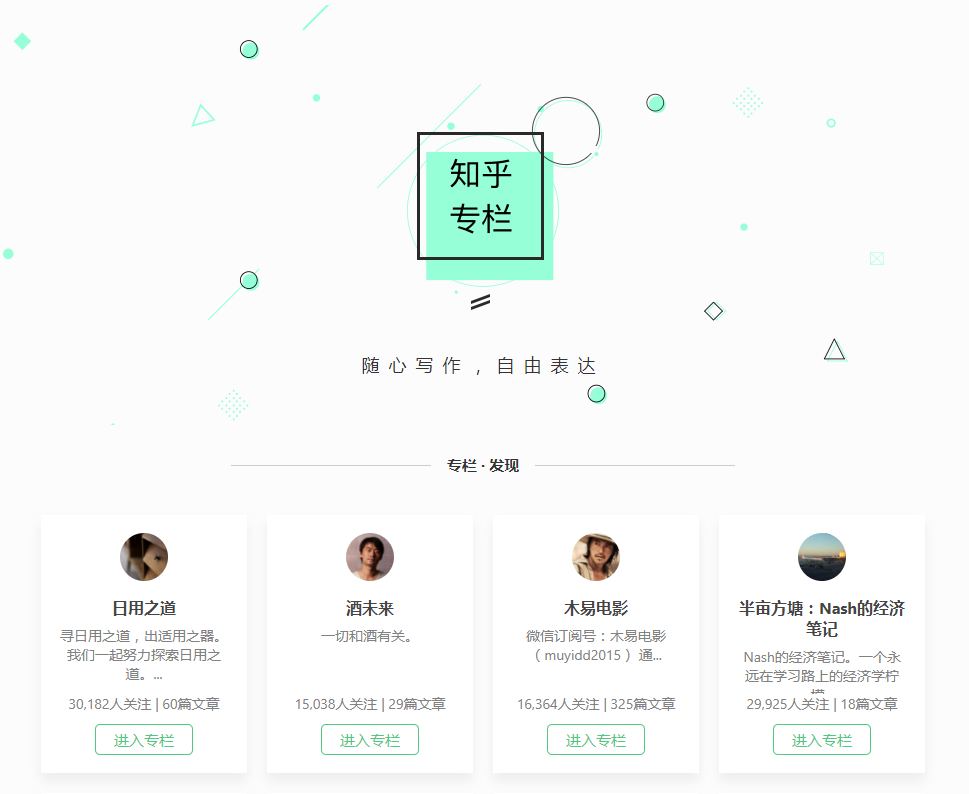 知乎
专栏
随心写作，自由表达
专栏 · 发现
日用之道
寻日用之道，出适用之器。
我们一起努力探索日用之
道。...
30,182人关注 | 60篇文章
进入专栏
酒未来
一切和酒有关。
15,038人关注 | 29篇文章
进入专栏
木易电影
微信订阅号：木易电影
（ muyidd2015 ） 通...
16,364人关注 | 325篇文章
进入专栏
半亩方塘：Nash的经济
笔记
Nash的经济笔记。一个永
远在学习路上的经济学柠
29,925人关注 | 18篇文章
进入专栏